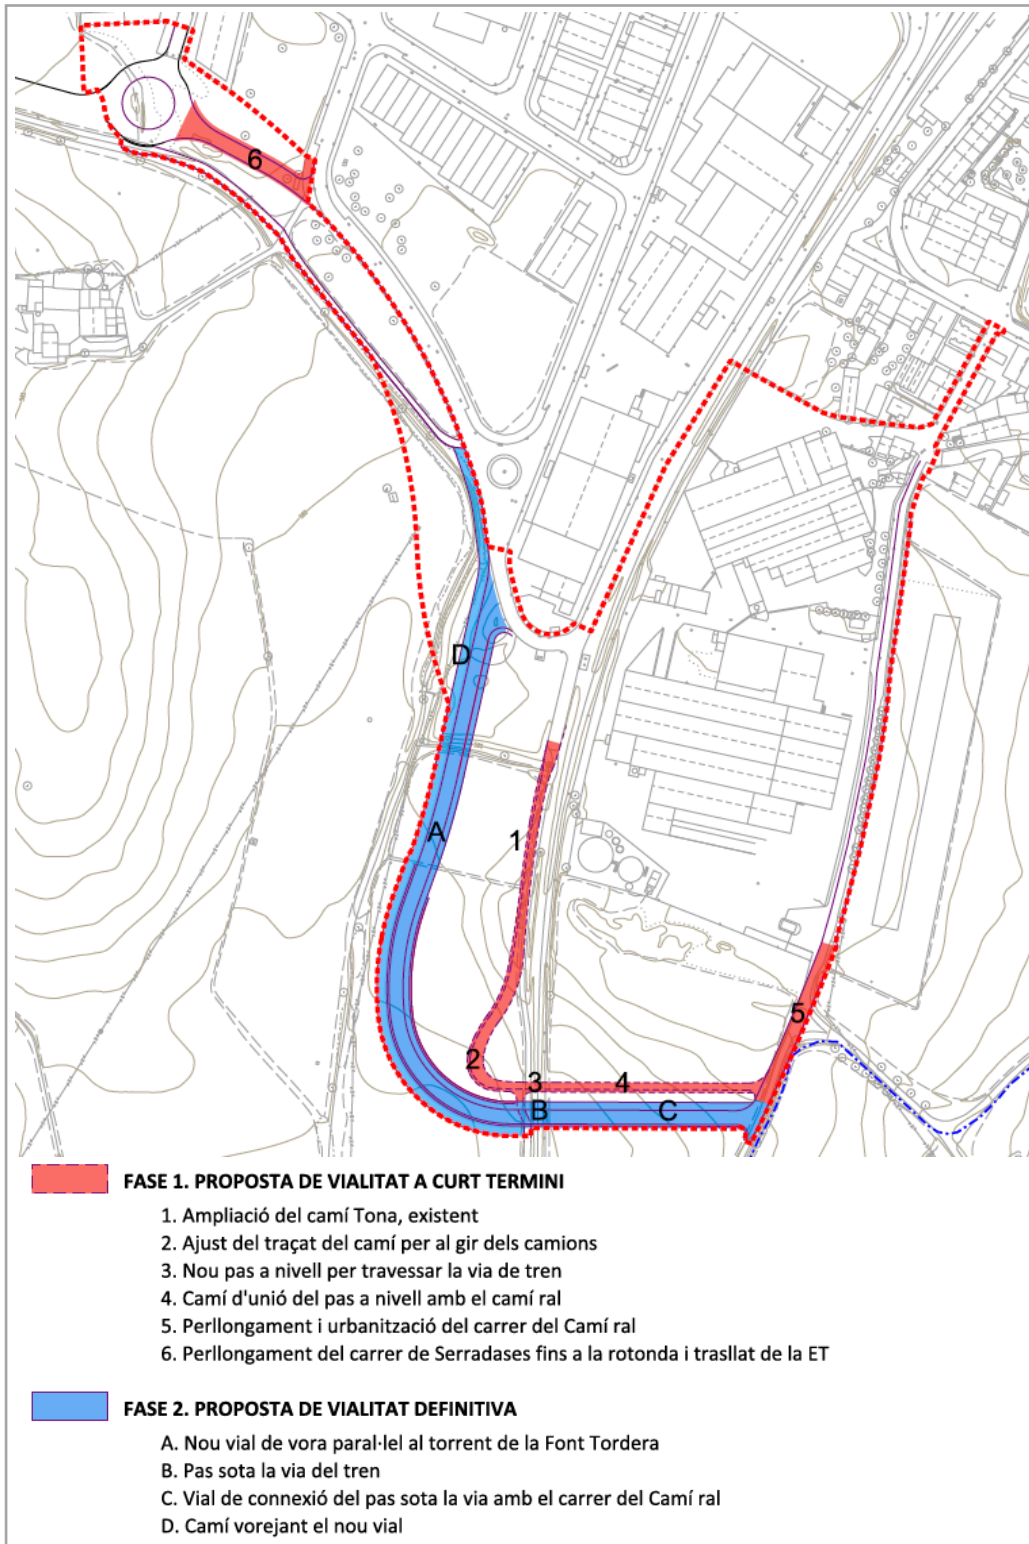 6
D
A
1
5
2
3
4
B
C
FASE 1. PROPOSTA DE VIALITAT A CURT TERMINI
1. Ampliació del camí Tona, existent
2. Ajust del traçat del camí per al gir dels camions
3. Nou pas a nivell per travessar la via de tren
4. Camí d'unió del pas a nivell amb el camí ral
5. Perllongament i urbanització del carrer del Camí ral
6. Perllongament del carrer de Serradases fins a la rotonda i trasllat de la ET
FASE 2. PROPOSTA DE VIALITAT DEFINITIVA
A. Nou vial de vora paral·lel al torrent de la Font Tordera
B. Pas sota la via del tren
C. Vial de connexió del pas sota la via amb el carrer del Camí ral
D. Camí vorejant el nou vial